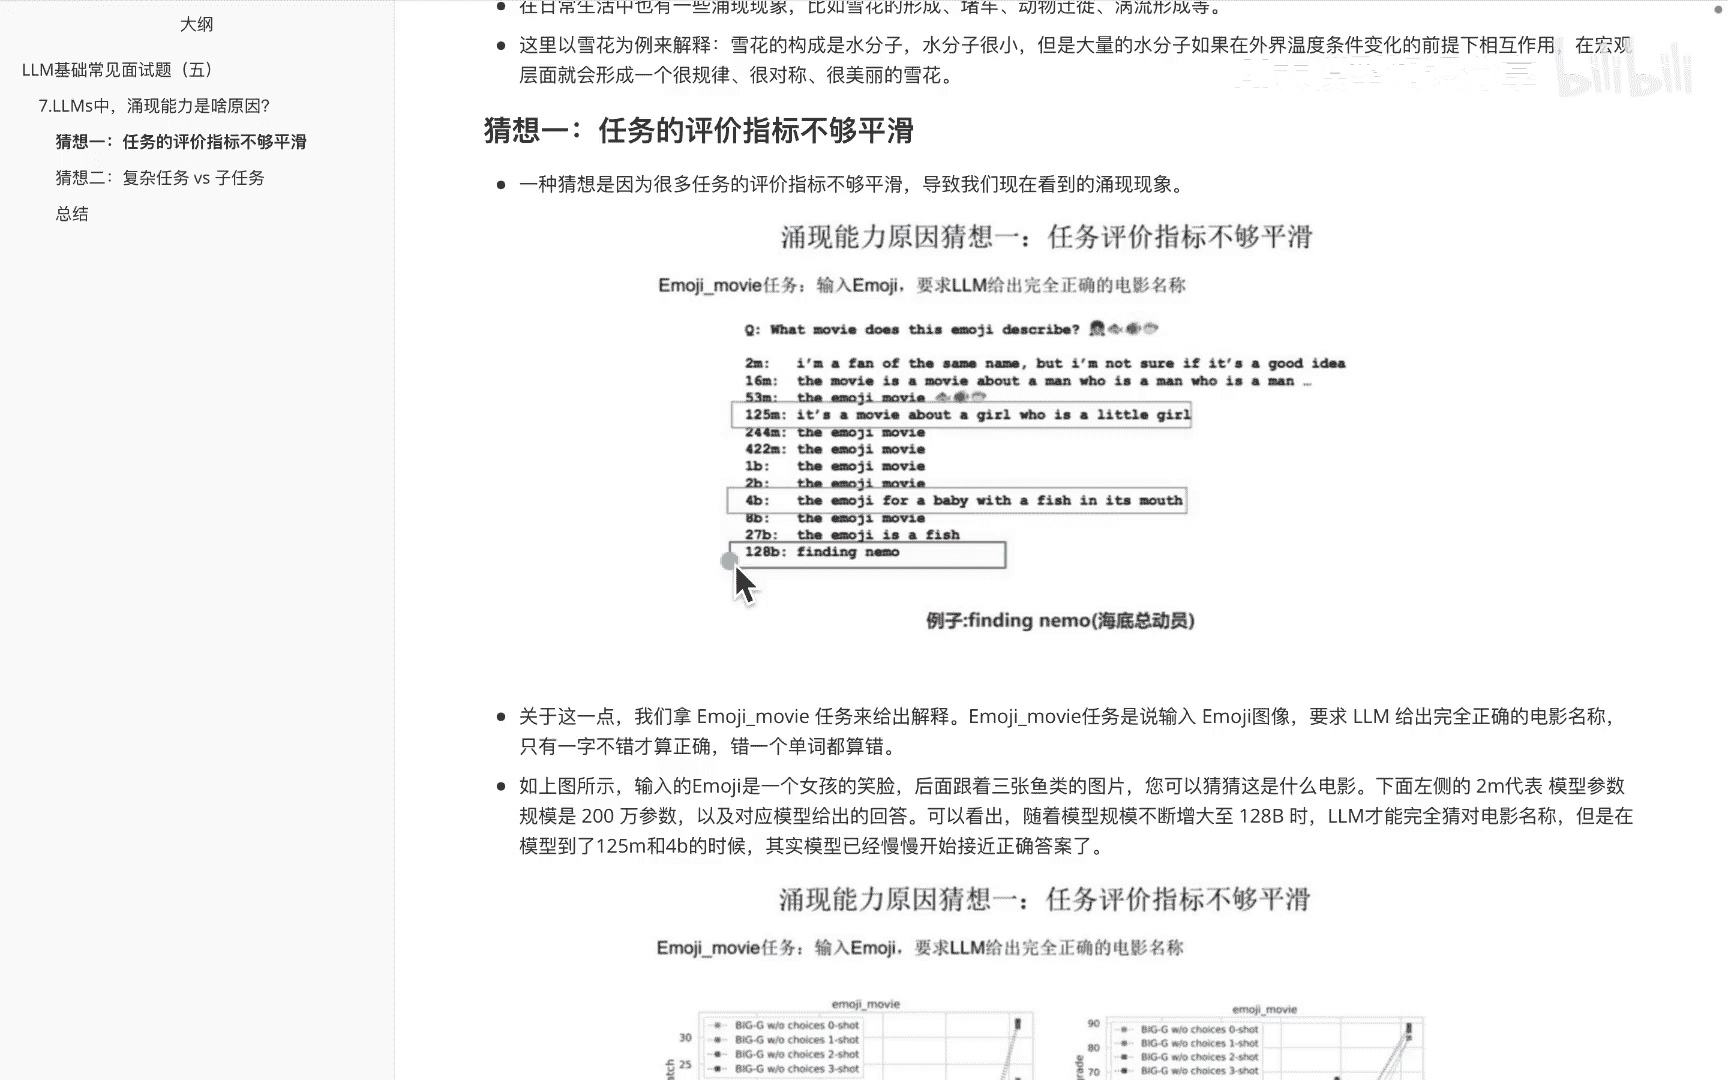 大纲
LLM基础常见面试题（五）
7.LLMs中，涌现能力是啥原因？
猜想一：任务的评价指标不够平滑
猜想二：复杂任务 vs 子任务
总结
在日常生活中也有一些涌现现象，比如雪花的形成、堵车、动物迁徙、涡流形成等。
这里以雪花为例来解释：雪花的构成是水分子，水分子很小，但是大量的水分子如果在外界温度条件变化的前提下相互作用，在宏观
层面就会形成一个很规律、很对称、很美丽的雪花。
bilibili
猜想一：任务的评价指标不够平滑
一种猜想是因为很多任务的评价指标不够平滑，导致我们现在看到的涌现现象。
涌现能力原因猜想一：任务评价指标不够平滑
Emoji_movie任务：输入Emoji，要求LLM给出完全正确的电影名称
Q: What movie does this emoji describe?
2m: i'm a fan of the same name, but i'm not sure if it's a good idea
16m: the movie is a movie about a man who is a man who is a man …
53m: the emoji movie
125m: it's a movie about a girl who is a little girl
244m: the emoji movie
422m: the emoji movie
1b: the emoji movie
2b: the emoji movie
4b: the emoji for a baby with a fish in its mouth
8b: the emoji movie
27b: the emoji is a fish
128b: finding nemo
例子:finding nemo(海底总动员)
关于这一点，我们拿 Emoji_movie 任务来给出解释。Emoji_movie任务是说输入 Emoji图像，要求 LLM 给出完全正确的电影名称，
只有一字不错才算正确，错一个单词都算错。
如上图所示，输入的Emoji是一个女孩的笑脸，后面跟着三张鱼类的图片，您可以猜猜这是什么电影。下面左侧的 2m代表 模型参数
规模是 200 万参数，以及对应模型给出的回答。可以看出，随着模型规模不断增大至 128B 时，LLM才能完全猜对电影名称，但是在
模型到了125m和4b的时候，其实模型已经慢慢开始接近正确答案了。
涌现能力原因猜想一：任务评价指标不够平滑
Emoji_movie任务：输入Emoji，要求LLM给出完全正确的电影名称
emoji_movie
30
25
BIG-G w/o choices 0-shot
BIG-G w/o choices 1-shot
BIG-G w/o choices 2-shot
BIG-G w/o choices 3-shot
emoji_movie
90
80
70
BIG-G w/o choices 0-shot
BIG-G w/o choices 1-shot
BIG-G w/o choices 2-shot
BIG-G w/o choices 3-shot